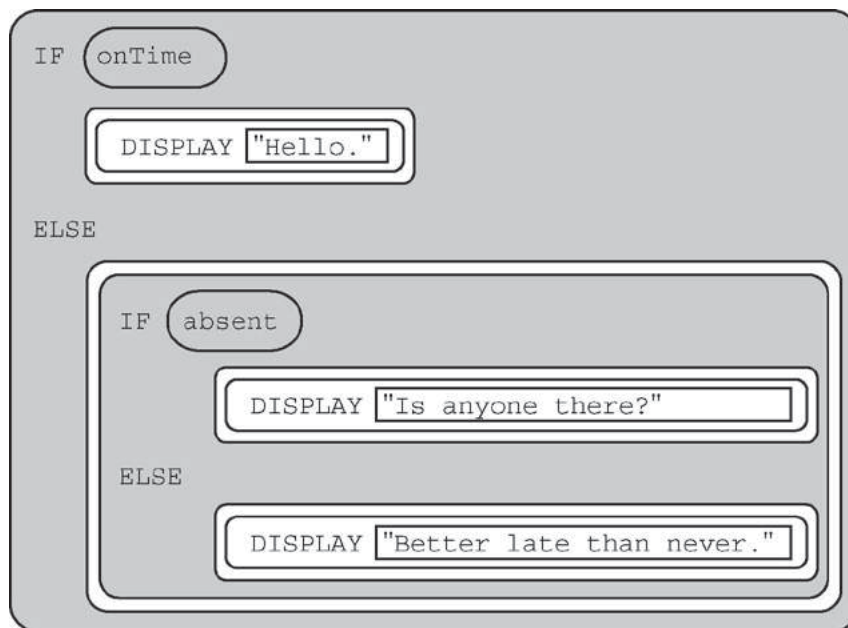 IF onTime
DISPLAY "Hello."
ELSE
IF absent
DISPLAY "Is anyone there?"
ELSE
DISPLAY "Better late than never."